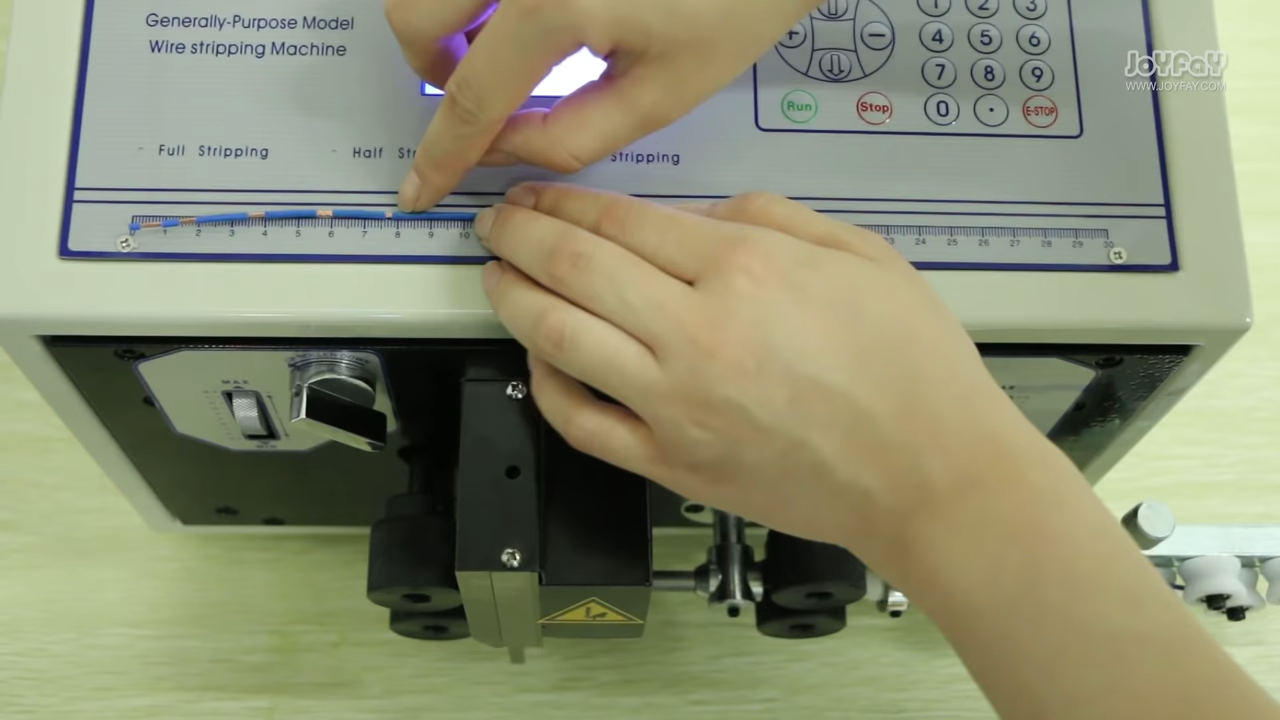 Generally-Purpose Model
Wire stripping Machine
JOYFAY
WWW.JOYFAY.COM
1 2 3
4 5 6
7 8 9
Run Stop 0 · E-STOP
Full Stripping
Half
Stripping
1 2 3 4 5 6 7 8 9 10
24 25 26 27 28 29 30
MAX